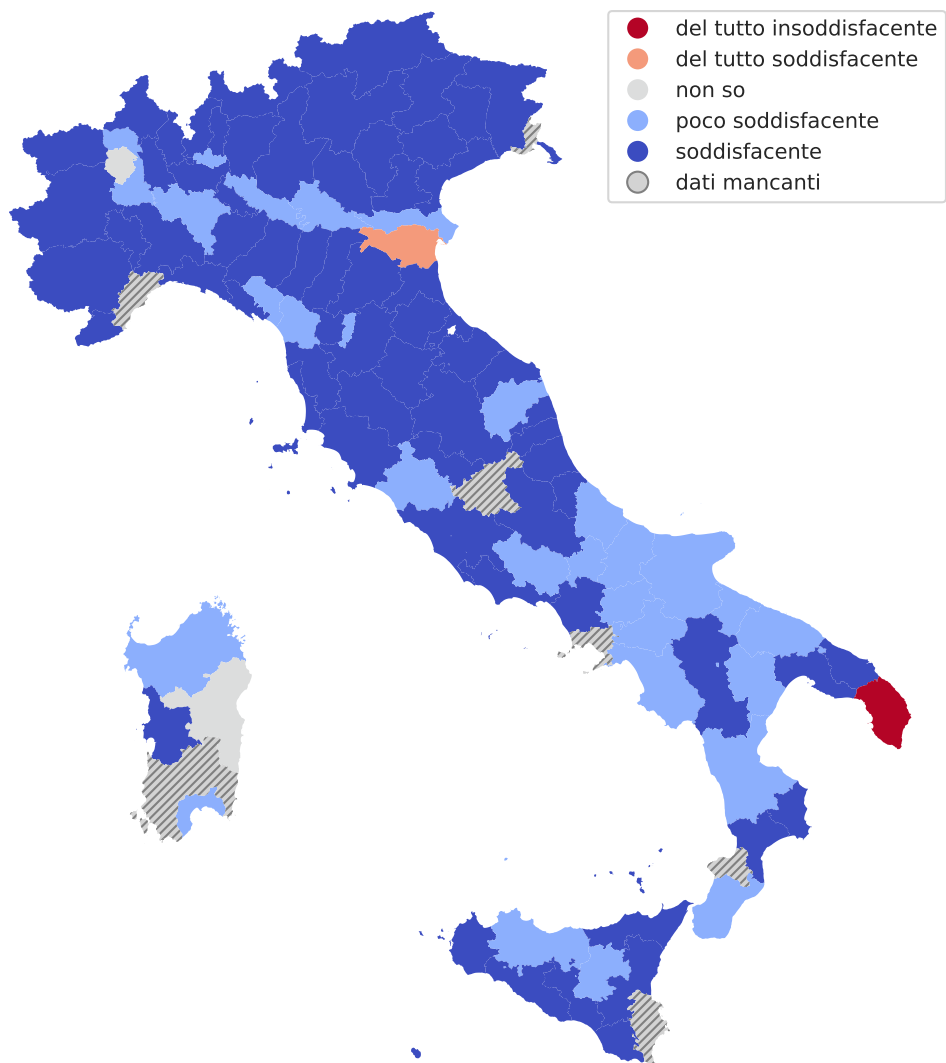 del tutto insoddisfacente
del tutto soddisfacente
non so
poco soddisfacente
soddisfacente
dati mancanti